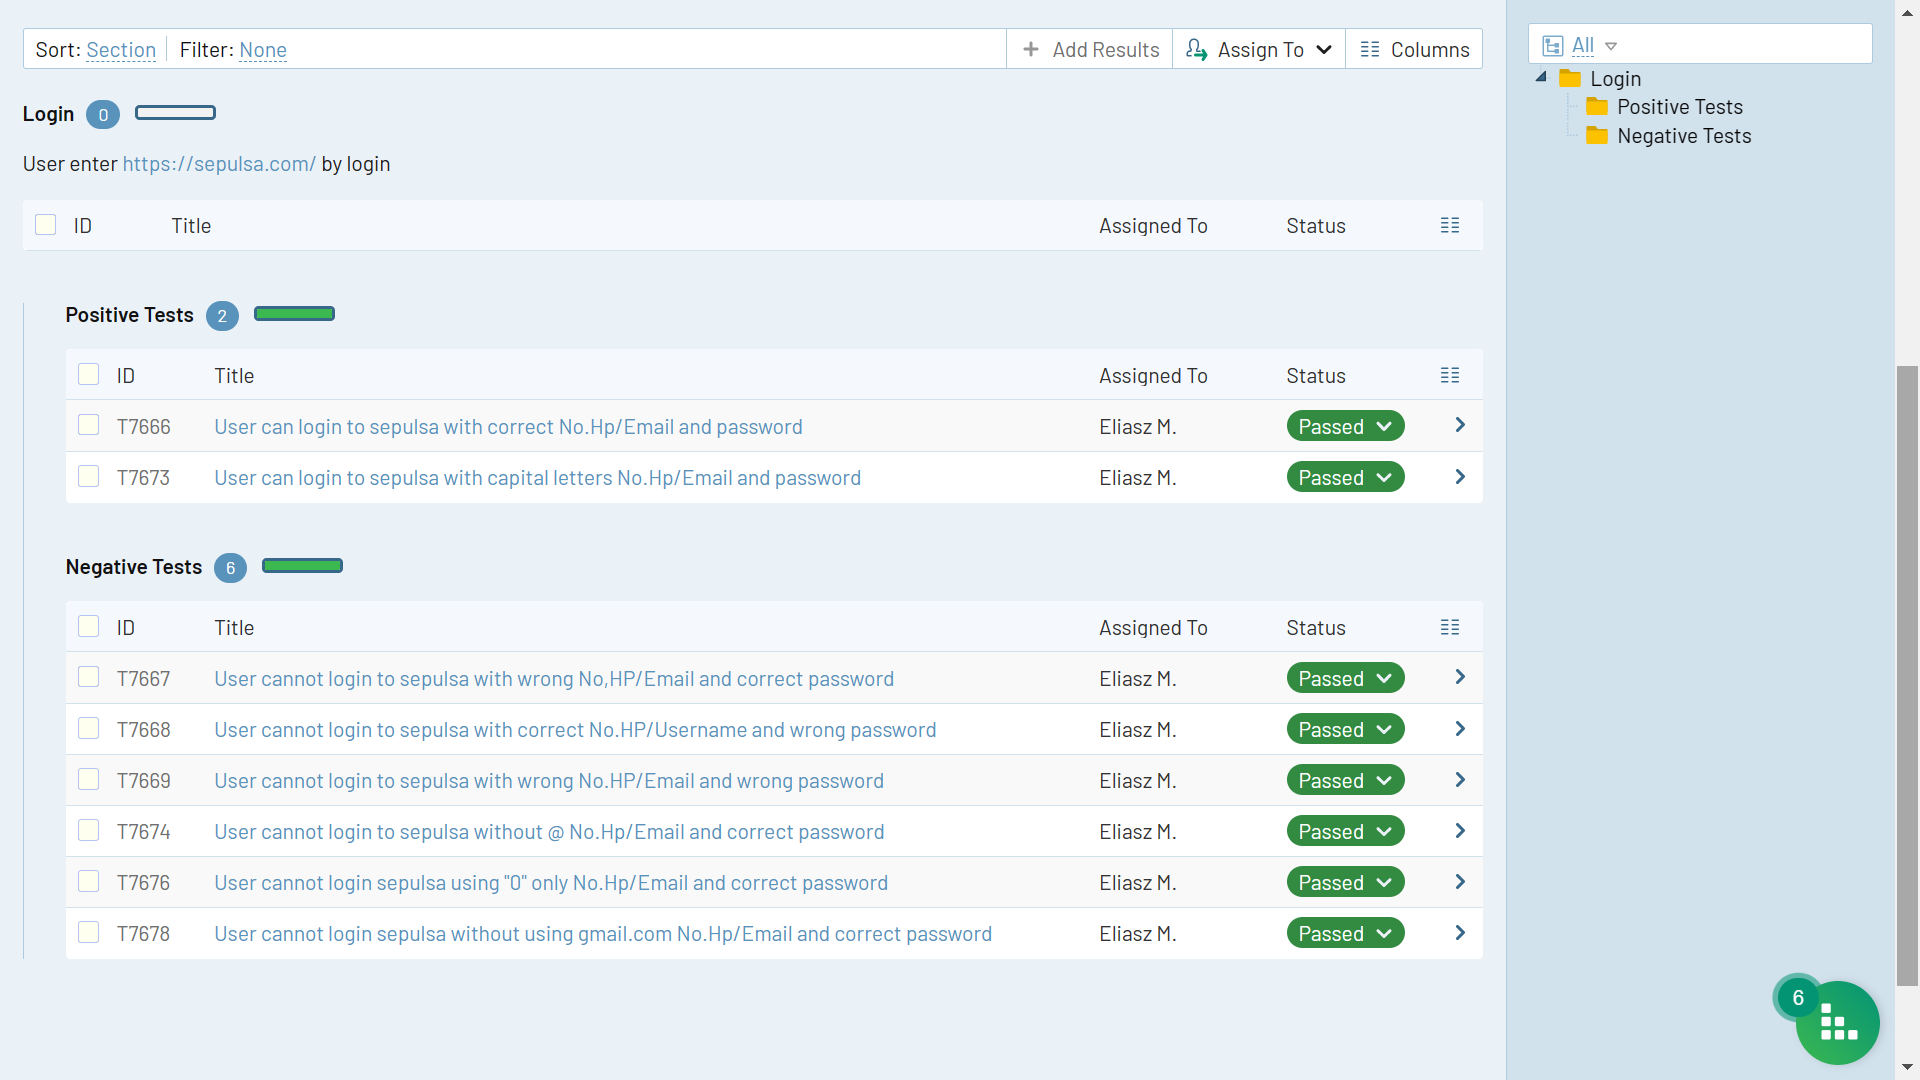 Sort: Section Filter: None Add Results Assign To Columns
All
Login
Positive Tests
Negative Tests
Login 0
User enter https://sepulsa.com/ by login
ID Title Assigned To Status
Positive Tests 2
ID Title Assigned To Status
T7666 User can login to sepulsa with correct No.Hp/Email and password Eliasz M. Passed
T7673 User can login to sepulsa with capital letters No.Hp/Email and password Eliasz M. Passed
Negative Tests 6
ID Title Assigned To Status
T7667 User cannot login to sepulsa with wrong No,HP/Email and correct password Eliasz M. Passed
T7668 User cannot login to sepulsa with correct No.HP/Username and wrong password Eliasz M. Passed
T7669 User cannot login to sepulsa with wrong No.HP/Email and wrong password Eliasz M. Passed
T7674 User cannot login to sepulsa without @ No.Hp/Email and correct password Eliasz M. Passed
T7676 User cannot login sepulsa using "0" only No.Hp/Email and correct password Eliasz M. Passed
T7678 User cannot login sepulsa without using gmail.com No.Hp/Email and correct password Eliasz M. Passed
6